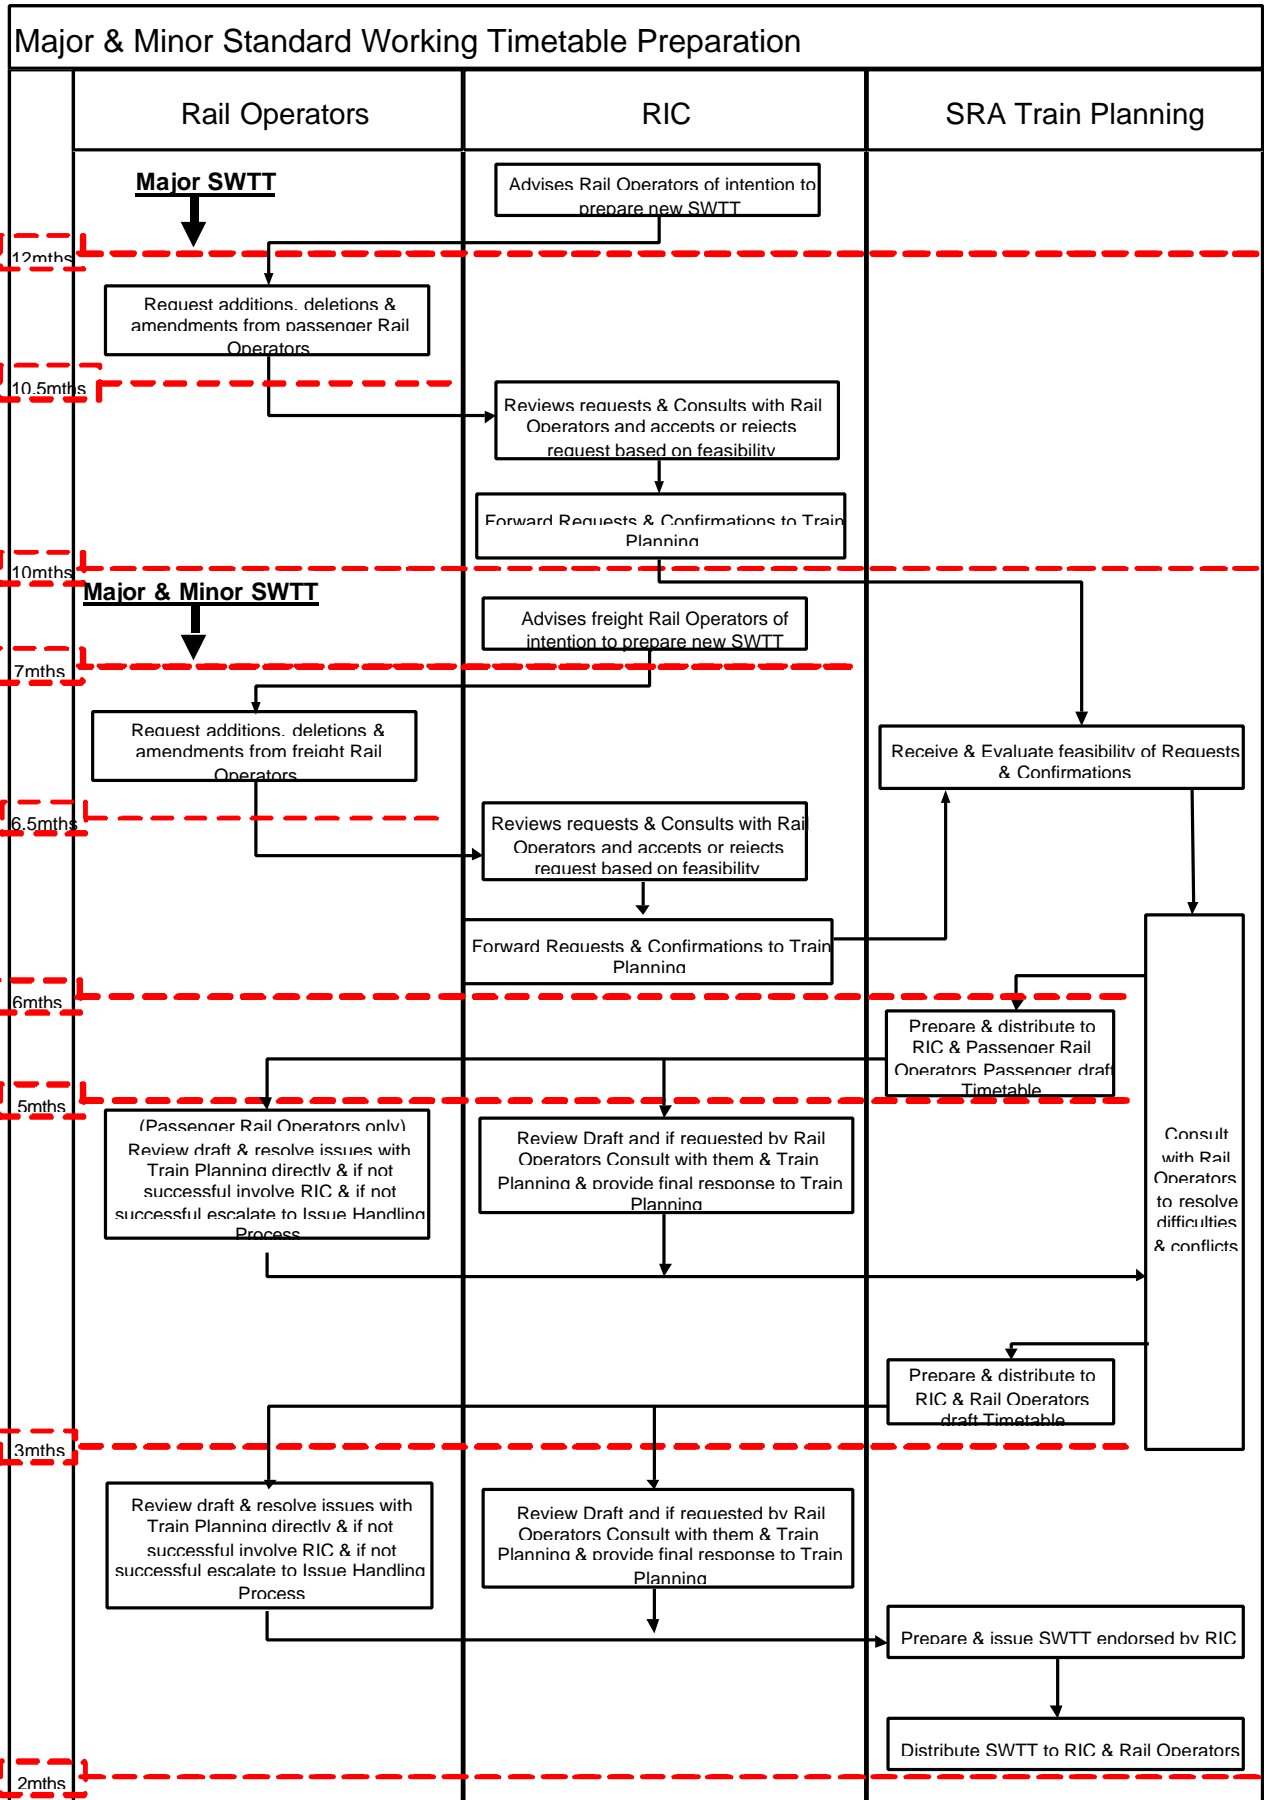 Major & Minor Standard Working Timetable Preparation
Rail Operators
RIC
SRA Train Planning
Major SWTT
Advises Rail Operators of intention to
prepare new SWTT
12mths
Request additions, deletions &
amendments from passenger Rail
Operators
10.5mths
Reviews requests & Consults with Rail
Operators and accepts or rejects
request based on feasibility
Forward Requests & Confirmations to Train
Planning
10mths
Major & Minor SWTT
Advises freight Rail Operators of
intention to prepare new SWTT
7mths
Request additions, deletions &
amendments from freight Rail
Operators
Receive & Evaluate feasibility of Requests
& Confirmations
6.5mths
Reviews requests & Consults with Rail
Operators and accepts or rejects
request based on feasibility
Forward Requests & Confirmations to Train
Planning
6mths
Prepare & distribute to
RIC & Passenger Rail
Operators Passenger draft
Timetable
5mths
(Passenger Rail Operators only)
Review draft & resolve issues with
Train Planning directly & if not
successful involve RIC & if not
successful escalate to Issue Handling
Process
Review Draft and if requested by Rail
Operators Consult with them & Train
Planning & provide final response to Train
Planning
Consult
with Rail
Operators
to resolve
difficulties
& conflicts
Prepare & distribute to
RIC & Rail Operators
draft Timetable
3mths
Review draft & resolve issues with
Train Planning directly & if not
successful involve RIC & if not
successful escalate to Issue Handling
Process
Review Draft and if requested by Rail
Operators Consult with them & Train
Planning & provide final response to Train
Planning
Prepare & issue SWTT endorsed by RIC
Distribute SWTT to RIC & Rail Operators
2mths